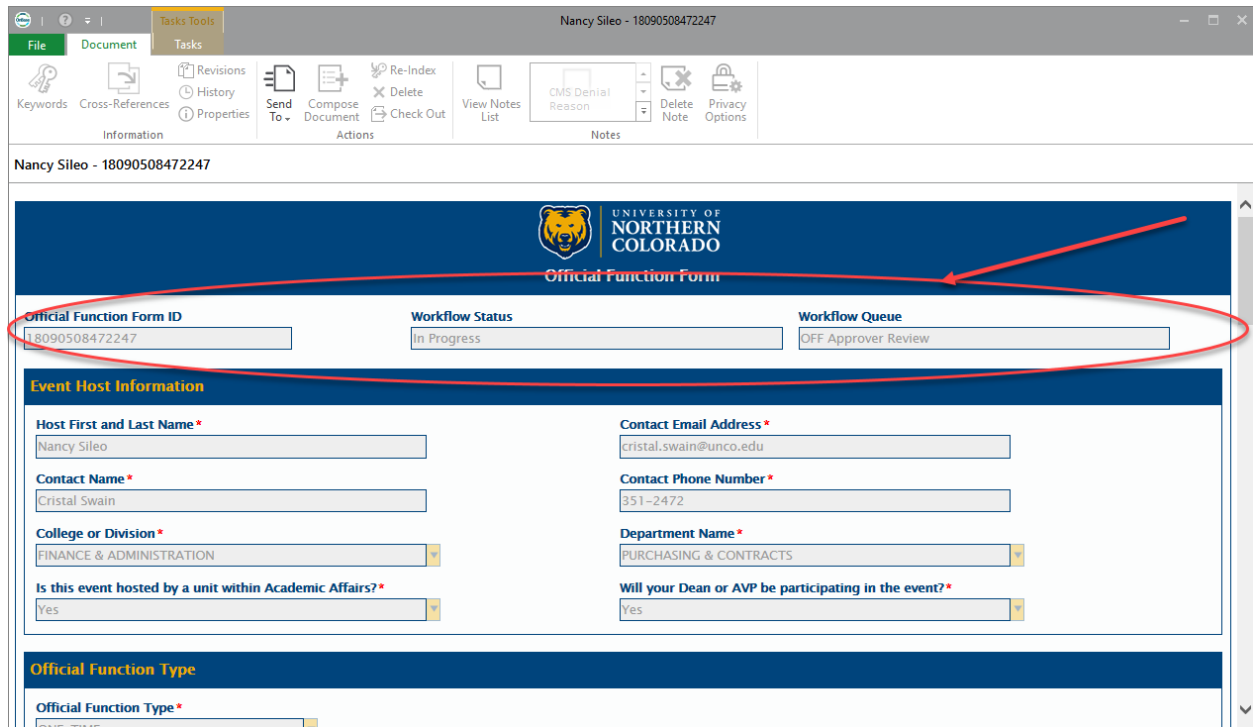 Tasks Tools
Nancy Sileo - 18090508472247
File Document Tasks
Keywords
Cross-References
Revisions
History
Properties
Information
Send To
Compose Document
Re-Index
Delete
Check Out
Actions
View Notes List
CMS Denial Reason
Delete Note
Privacy Options
Notes
Nancy Sileo - 18090508472247
UNIVERSITY OF
NORTHERN
COLORADO
Official Function Form
Official Function Form ID Workflow Status Workflow Queue
18090508472247 In Progress OFF Approver Review
Event Host Information
Host First and Last Name* Contact Email Address*
Nancy Sileo cristal.swain@unco.edu
Contact Name* Contact Phone Number*
Cristal Swain 351-2472
College or Division* Department Name*
FINANCE & ADMINISTRATION PURCHASING & CONTRACTS
Is this event hosted by a unit within Academic Affairs?* Will your Dean or AVP be participating in the event?*
Yes Yes
Official Function Type
Official Function Type*
ONE-TIME